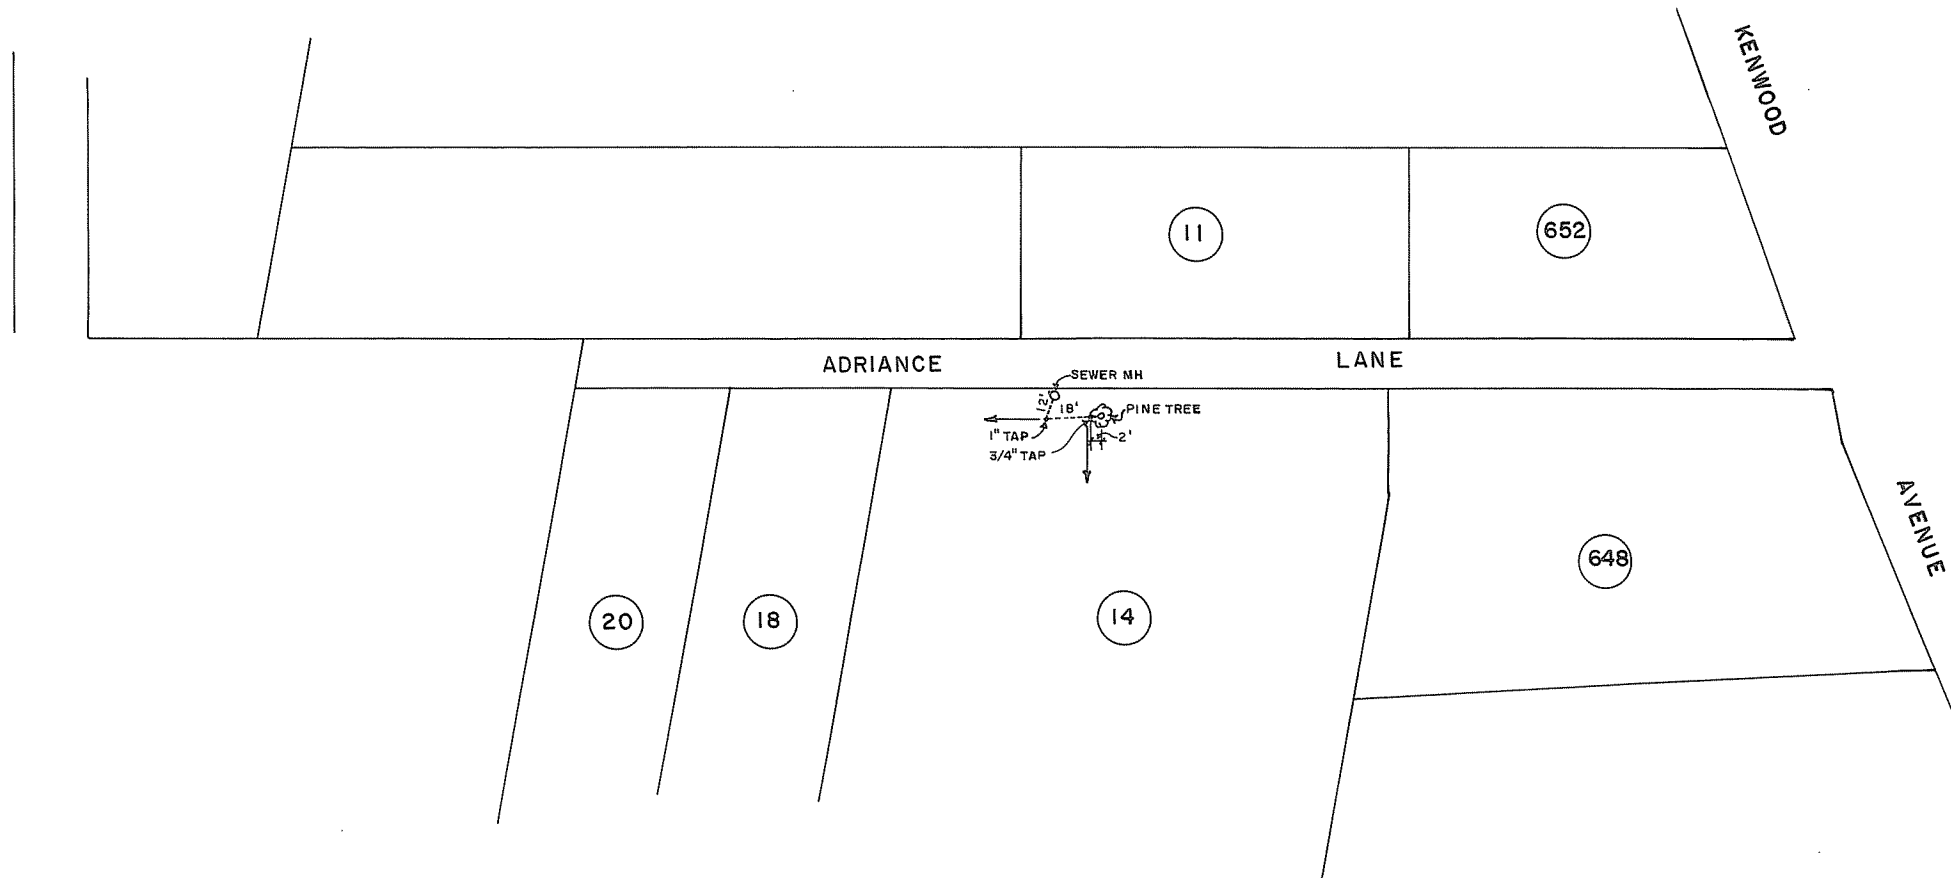 KENWOOD
11
652
ADRIANCE LANE
SEWER MH
12'
18'
PINE TREE
1" TAP
2'
3/4" TAP
AVENUE
648
20
18
14